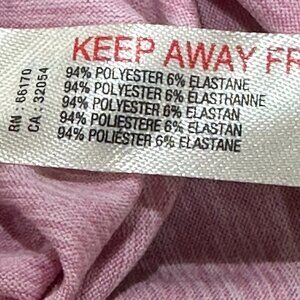 KEEP AWAY FR
94% POLYESTER 6% ELASTANE
94% POLYESTER 6% ÉLASTHANNE
94% POLYESTER 6% ELASTAN
94% POLIESTERE 6% ELASTAN
94% POLIÉSTER 6% ELASTANE
RN : 66170
CA : 32054